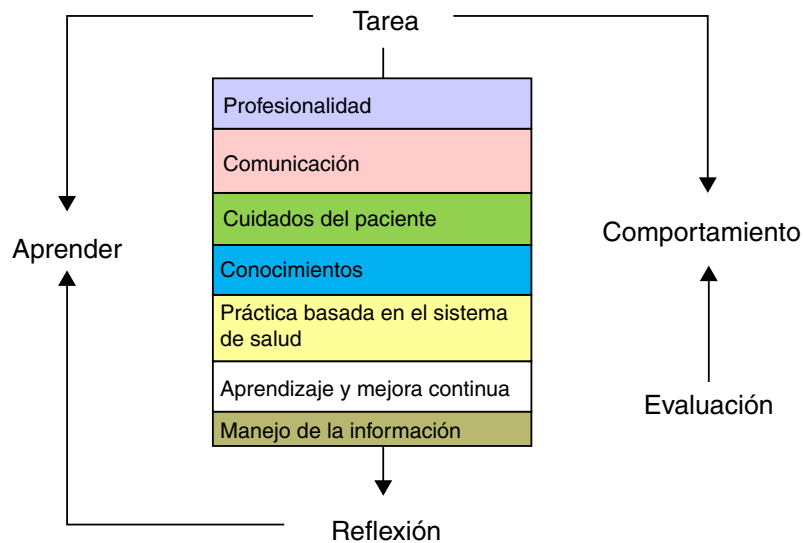 Tarea
Profesionalidad
Comunicación
Cuidados del paciente
Aprender
Comportamiento
Conocimientos
Práctica basada en el sistema
de salud
Aprendizaje y mejora continua
Evaluación
Manejo de la información
Reflexión